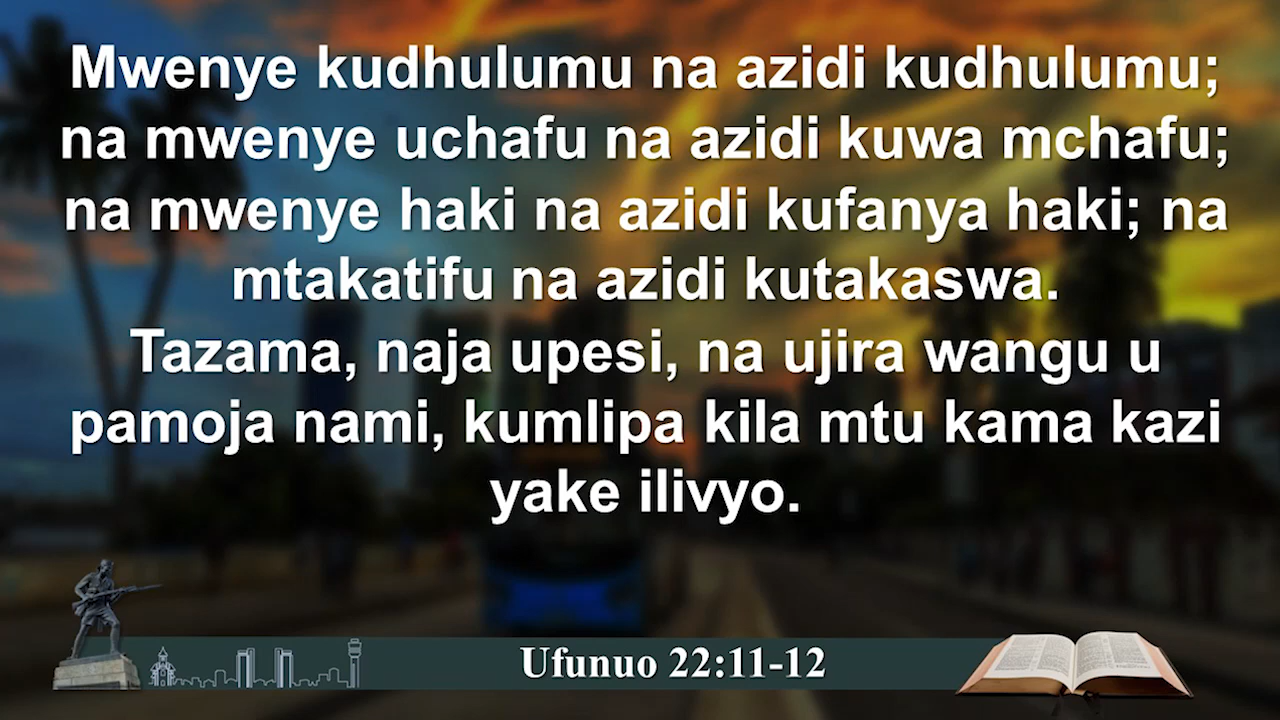 Mwenye kudhulumu na azidi kudhulumu;
na mwenye uchafu na azidi kuwa mchafu;
na mwenye haki na azidi kufanya haki; na
mtakatifu na azidi kutakaswa.
Tazama, naja upesi, na ujira wangu u
pamoja nami, kumlipa kila mtu kama kazi
yake ilivyo.
Ufunuo 22:11-12